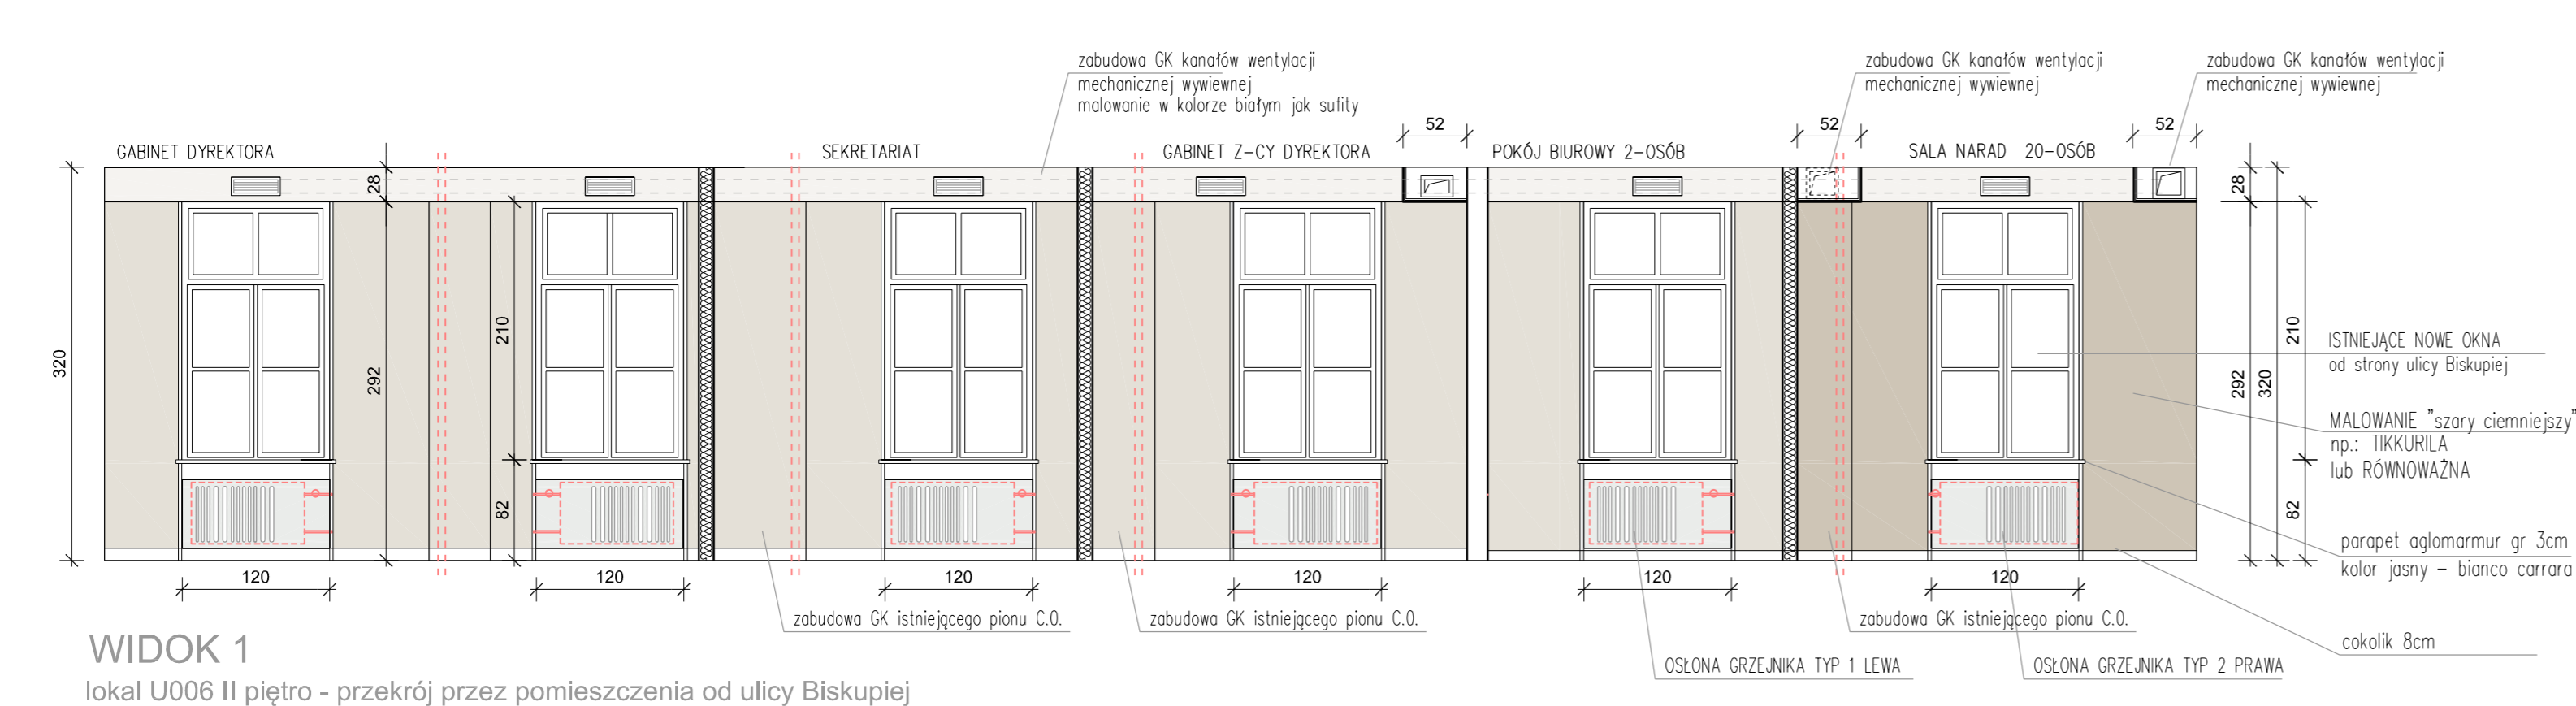 zabudowa GK kanałów wentylacji
mechanicznej wywiewnej
malowanie w kolorze białym jak sufity
zabudowa GK kanałów wentylacji
mechanicznej wywiewnej
zabudowa GK kanałów wentylacji
mechanicznej wywiewnej
52
52
52
GABINET DYREKTORA
SEKRETARIAT
GABINET Z-CY DYREKTORA
POKÓJ BIUROWY 2-OSÓB
SALA NARAD 20-OSÓB
28
28
320
292
210
82
292
320
210
82
ISTNIEJĄCE NOWE OKNA
od strony ulicy Biskupiej
MALOWANIE "szary ciemniejszy"
np.: TIKKURILA
lub RÓWNOWAŻNA
parapet aglomarmur gr 3cm
kolor jasny – bianco carrara
120
120
120
120
120
120
zabudowa GK istniejącego pionu C.O.
zabudowa GK istniejącego pionu C.O.
zabudowa GK istniejącego pionu C.O.
cokolik 8cm
OSŁONA GRZEJNIKA TYP 1 LEWA
OSŁONA GRZEJNIKA TYP 2 PRAWA
WIDOK 1
lokal U006 II piętro - przekrój przez pomieszczenia od ulicy Biskupiej